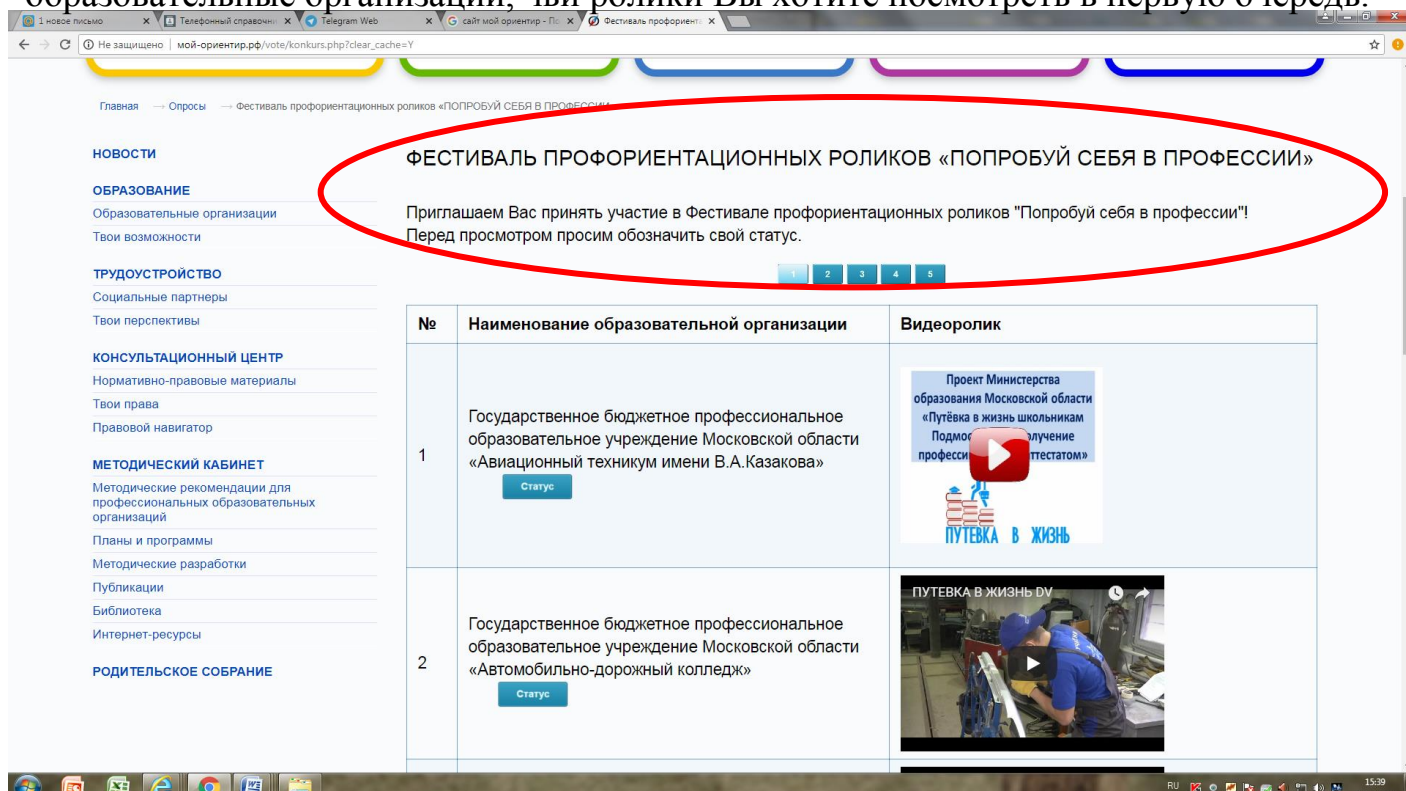 образовательные организации, чьи ролики Вы хотите посмотреть в первую очередь.
1 новое письмо
Телефонный справочни
Telegram Web
сайт мой ориентир - По
Фестиваль профориента
Не защищено | мой-ориентир.рф/vote/konkurs.php?clear_cache=Y
Главная → Опросы → Фестиваль профориентационных роликов «ПОПРОБУЙ СЕБЯ В ПРОФЕССИИ»
НОВОСТИ
ОБРАЗОВАНИЕ
Образовательные организации
Твои возможности
ТРУДОУСТРОЙСТВО
Социальные партнеры
Твои перспективы
КОНСУЛЬТАЦИОННЫЙ ЦЕНТР
Нормативно-правовые материалы
Твои права
Правовой навигатор
МЕТОДИЧЕСКИЙ КАБИНЕТ
Методические рекомендации для
профессиональных образовательных
организаций
Планы и программы
Методические разработки
Публикации
Библиотека
Интернет-ресурсы
РОДИТЕЛЬСКОЕ СОБРАНИЕ
ФЕСТИВАЛЬ ПРОФОРИЕНТАЦИОННЫХ РОЛИКОВ «ПОПРОБУЙ СЕБЯ В ПРОФЕССИИ»
Приглашаем Вас принять участие в Фестивале профориентационных роликов "Попробуй себя в профессии"!
Перед просмотром просим обозначить свой статус.
1 2 3 4 5
№ Наименование образовательной организации Видеоролик
1
Государственное бюджетное профессиональное
образовательное учреждение Московской области
«Авиационный техникум имени В.А.Казакова»
Статус
Проект Министерства
образования Московской области
«Путёвка в жизнь школьникам
Подмос лучение
професси ттестатом»
ПУТЕВКА В ЖИЗНЬ
2
Государственное бюджетное профессиональное
образовательное учреждение Московской области
«Автомобильно-дорожный колледж»
Статус
ПУТЕВКА В ЖИЗНЬ DV
RU
15:39